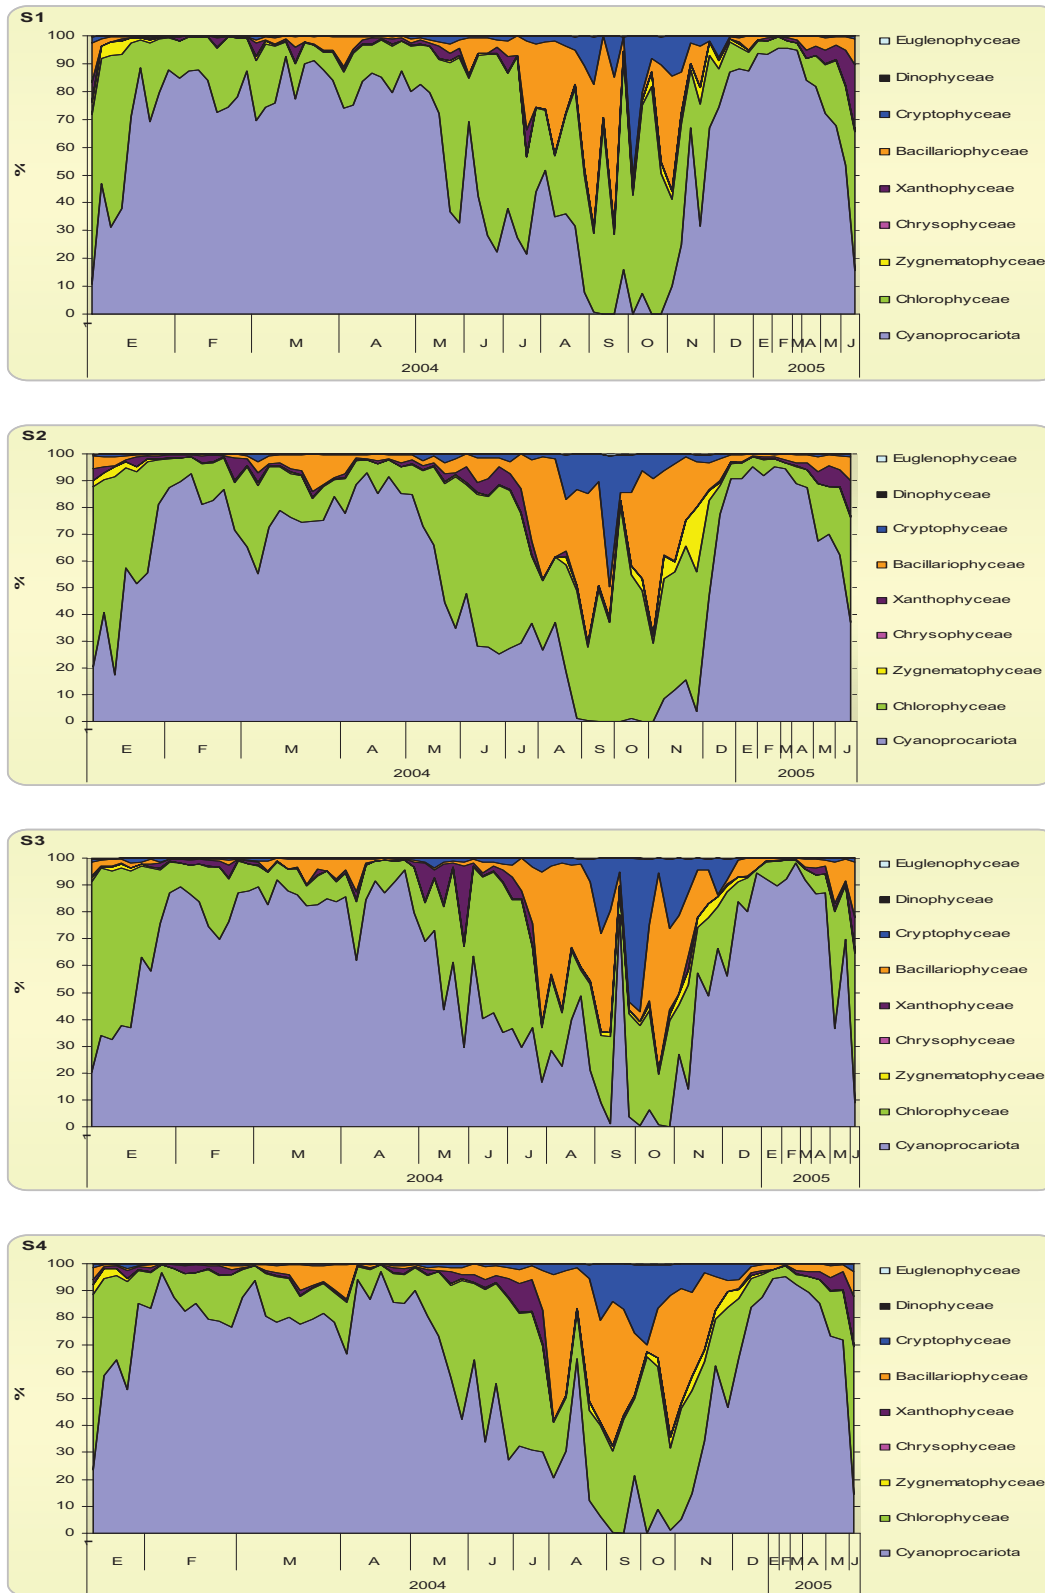 S1
100
90
80
70
60
50
40
30
20
10
0
%
1
E F M A M J J A S O N D E F M A M J
2004 2005
Euglenophyceae
Dinophyceae
Cryptophyceae
Bacillariophyceae
Xanthophyceae
Chrysophyceae
Zygnematophyceae
Chlorophyceae
Cyanoprocariota
S2
100
90
80
70
60
50
40
30
20
10
0
%
1
E F M A M J J A S O N D E F M A M J
2004 2005
Euglenophyceae
Dinophyceae
Cryptophyceae
Bacillariophyceae
Xanthophyceae
Chrysophyceae
Zygnematophyceae
Chlorophyceae
Cyanoprocariota
S3
100
90
80
70
60
50
40
30
20
10
0
%
1
E F M A M J J A S O N D E F M A M J
2004 2005
Euglenophyceae
Dinophyceae
Cryptophyceae
Bacillariophyceae
Xanthophyceae
Chrysophyceae
Zygnematophyceae
Chlorophyceae
Cyanoprocariota
S4
100
90
80
70
60
50
40
30
20
10
0
%
1
E F M A M J J A S O N D E F M A M J
2004 2005
Euglenophyceae
Dinophyceae
Cryptophyceae
Bacillariophyceae
Xanthophyceae
Chrysophyceae
Zygnematophyceae
Chlorophyceae
Cyanoprocariota